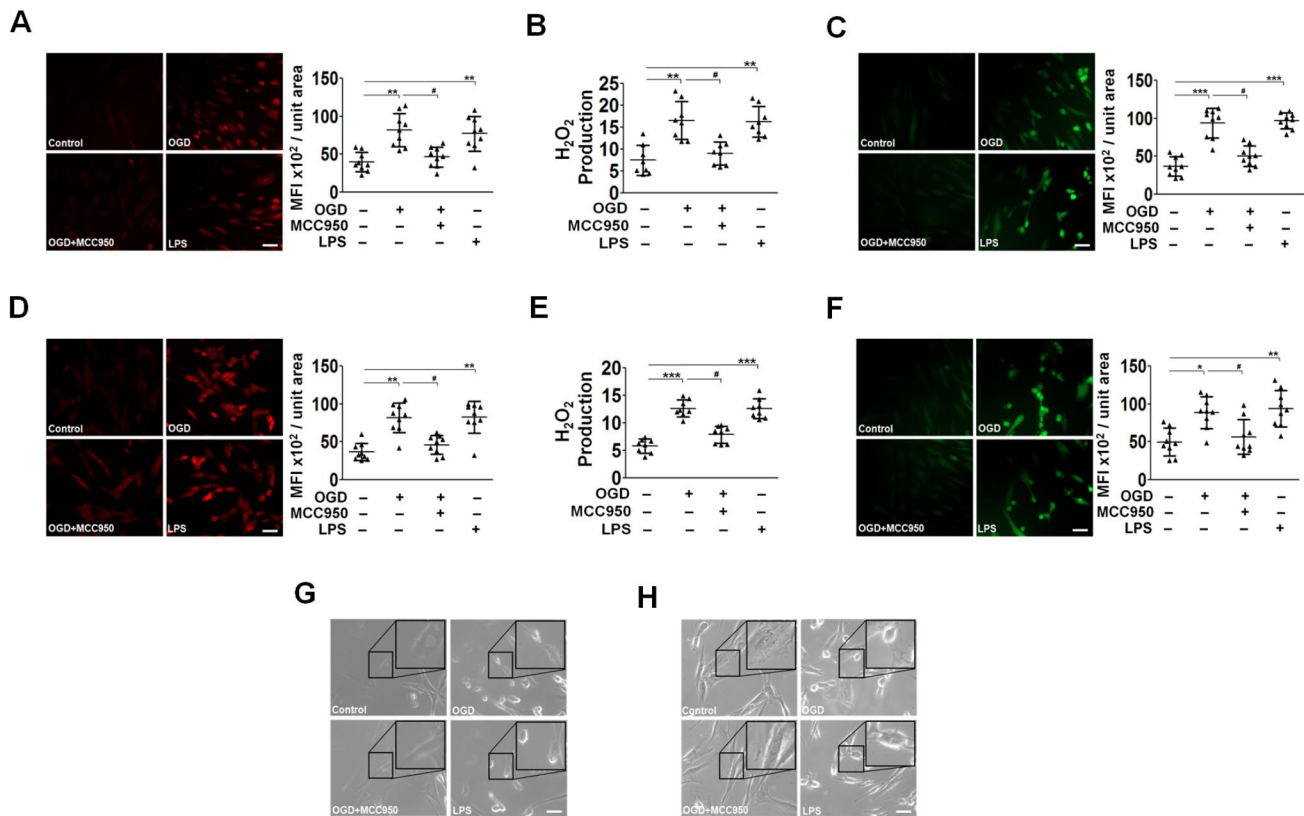 A
Control
OGD
OGD+MCC950
LPS
MFI x10² / unit area
150
100
50
0
**
#
**
OGD – + + –
MCC950 – – + –
LPS – – – +
B
H₂O₂
Production
25
20
15
10
5
0
**
#
**
OGD – + + –
MCC950 – – + –
LPS – – – +
C
Control
OGD
OGD+MCC950
LPS
MFI x10² / unit area
150
100
50
0
***
#
***
OGD – + + –
MCC950 – – + –
LPS – – – +
D
Control
OGD
OGD+MCC950
LPS
MFI x10² / unit area
150
100
50
0
**
#
**
OGD – + + –
MCC950 – – + –
LPS – – – +
E
H₂O₂
Production
20
15
10
5
0
***
#
***
OGD – + + –
MCC950 – – + –
LPS – – – +
F
Control
OGD
OGD+MCC950
LPS
MFI x10² / unit area
150
100
50
0
*
#
**
OGD – + + –
MCC950 – – + –
LPS – – – +
G
Control
OGD
OGD+MCC950
LPS
H
Control
OGD
OGD+MCC950
LPS